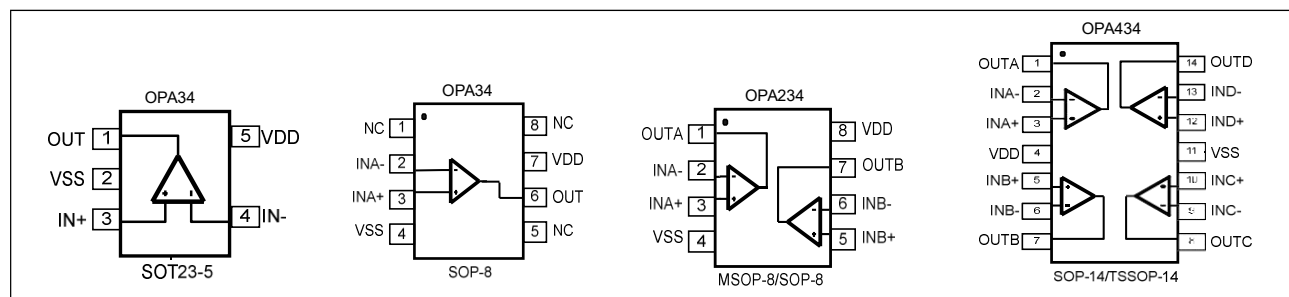 OPA34
OUT 1 5 VDD
VSS 2
IN+ 3 4 IN-
SOT23-5
OPA34
NC 1 8 NC
INA- 2 7 VDD
INA+ 3 6 OUT
VSS 4 5 NC
SOP-8
OPA234
OUTA 1 8 VDD
INA- 2 7 OUTB
INA+ 3 6 INB-
VSS 4 5 INB+
MSOP-8/SOP-8
OPA434
OUTA 1 14 OUTD
INA- 2 13 IND-
INA+ 3 12 IND+
VDD 4 11 VSS
INB+ 5 10 INC+
INB- 6 9 INC-
OUTB 7 8 OUTC
SOP-14/TSSOP-14